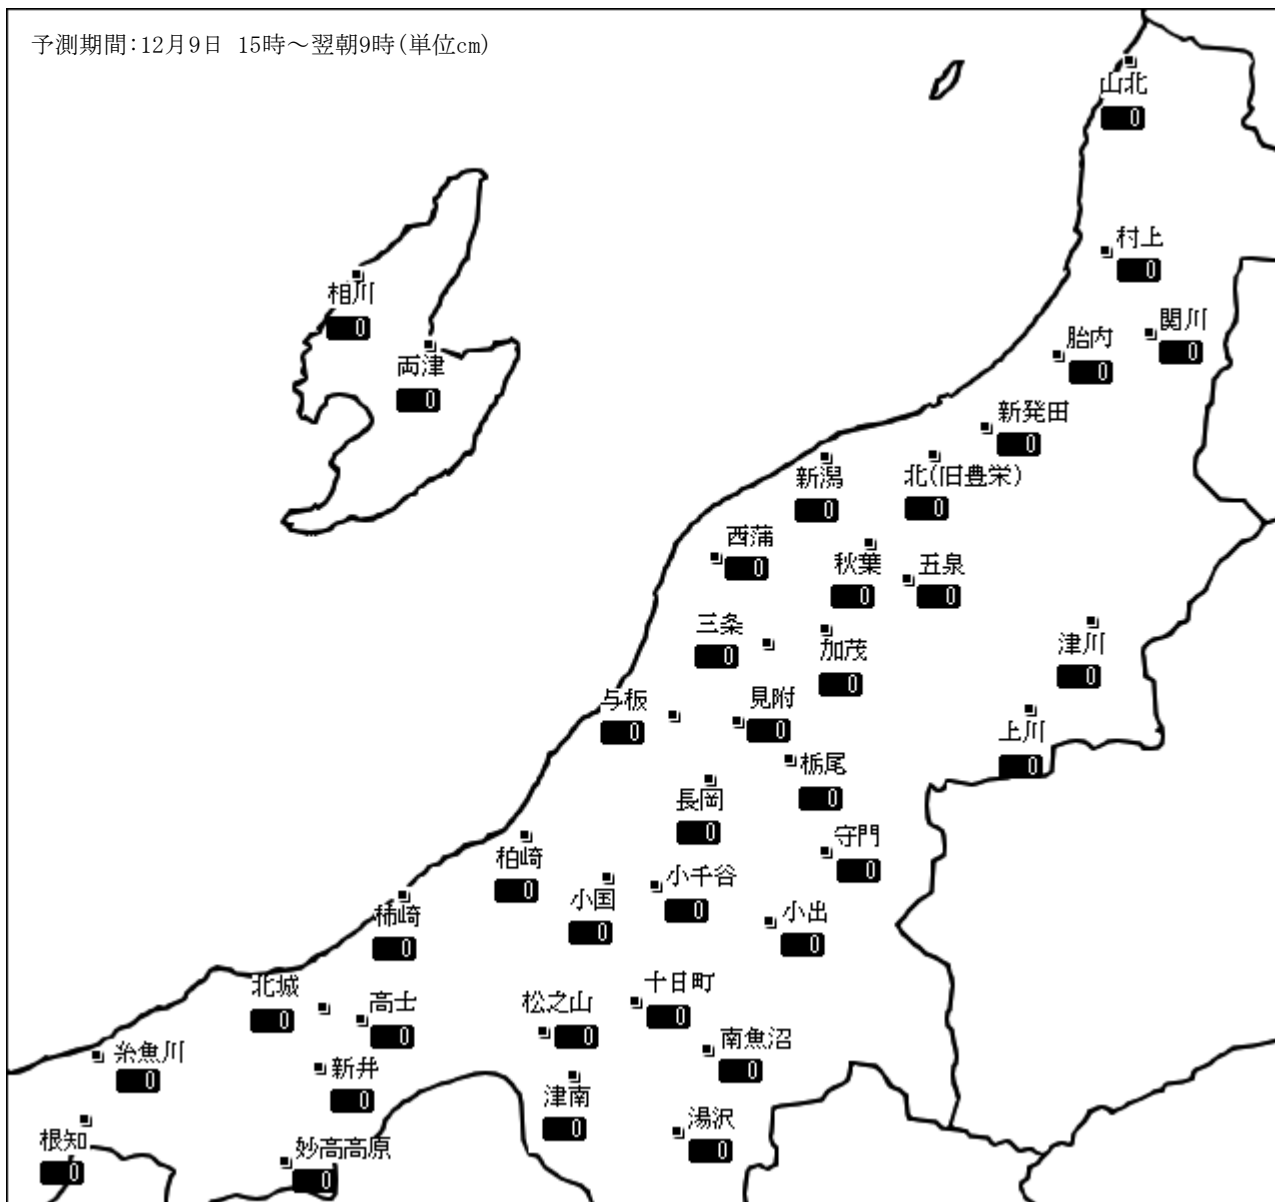 予測期間:12月9日 15時～翌朝9時(単位cm)
山北
0
村上
0
相川
0
関川
0
胎内
0
両津
0
新発田
0
新潟
0
北(旧豊栄)
0
西蒲
0
秋葉
0
五泉
0
三条
0
加茂
0
津川
0
与板
0
見附
0
上川
0
栃尾
0
長岡
0
守門
0
柏崎
0
小国
0
小千谷
0
小出
0
柿崎
0
北城
0
高士
0
松之山
0
十日町
0
南魚沼
0
糸魚川
0
新井
0
津南
0
湯沢
0
根知
0
妙高高原
0